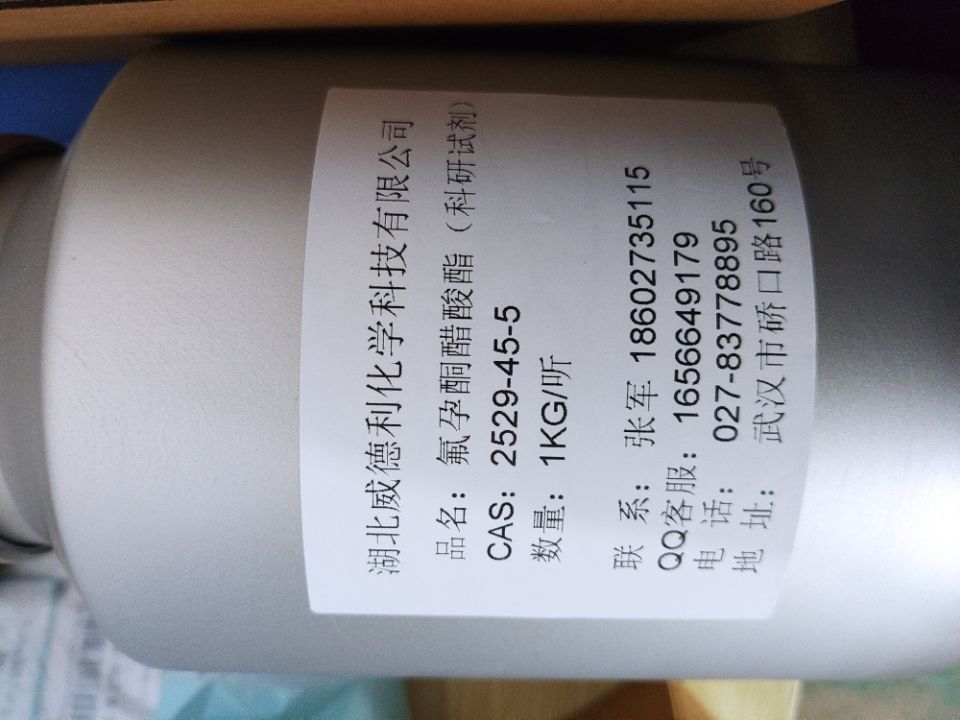 湖北威德利化学科技有限公司
品名：氟孕酮醋酸酯（科研试剂）
CAS：2529-45-5
数量：1KG/听
联 系：张军 18602735115
QQ客服：1656649179
电 话：027-83778895
地 址：武汉市硚口路160号